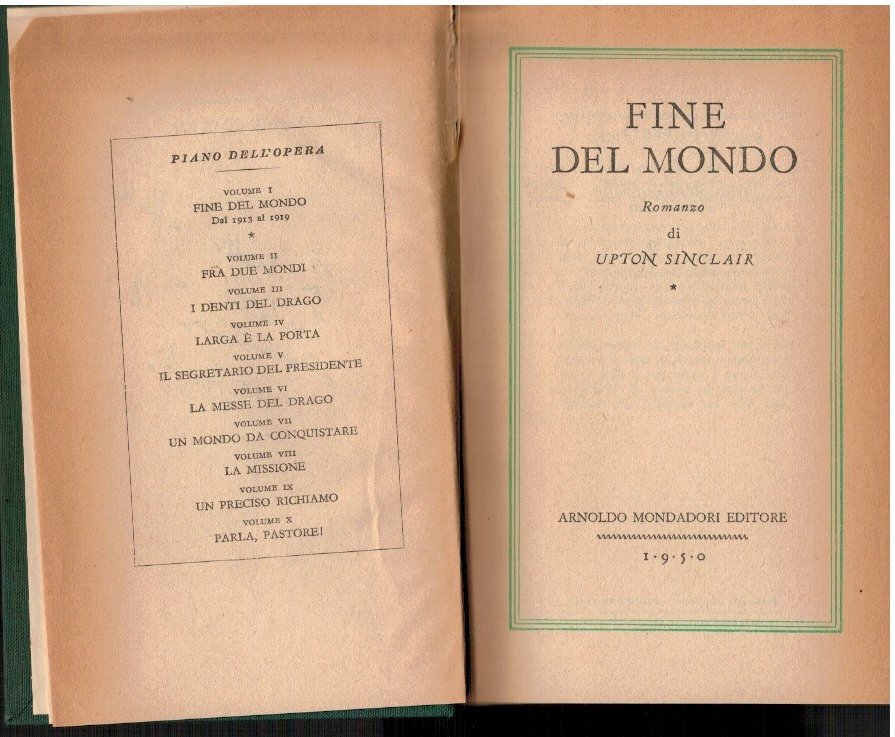 PIANO DELL'OPERA
VOLUME I
FINE DEL MONDO
Dal 1913 al 1919
*
VOLUME II
FRA DUE MONDI
VOLUME III
I DENTI DEL DRAGO
VOLUME IV
LARGA È LA PORTA
VOLUME V
IL SEGRETARIO DEL PRESIDENTE
VOLUME VI
LA MESSE DEL DRAGO
VOLUME VII
UN MONDO DA CONQUISTARE
VOLUME VIII
LA MISSIONE
VOLUME IX
UN PRECISO RICHIAMO
VOLUME X
PARLA, PASTORE!
FINE
DEL MONDO
Romanzo
di
UPTON SINCLAIR
*
ARNOLDO MONDADORI EDITORE
1·9·5·0